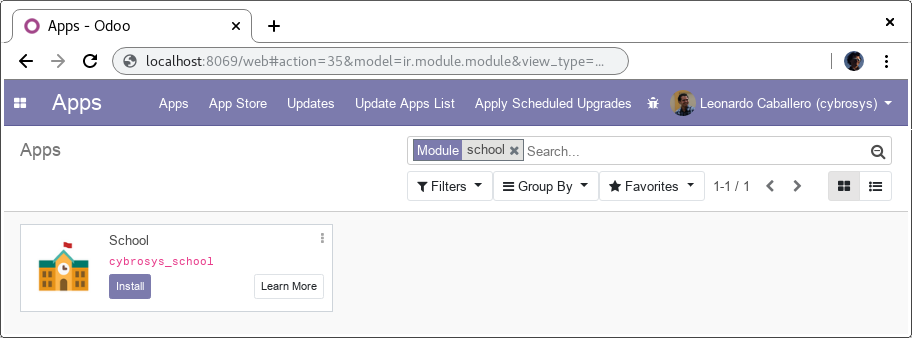 Apps - Odoo
localhost:8069/web#action=35&model=ir.module.module&view_type=...
Apps Apps App Store Updates Update Apps List Apply Scheduled Upgrades Leonardo Caballero (cybrosys)
Apps
Module school Search...
Filters Group By Favorites 1-1 / 1
School
cybrosys_school
Install Learn More